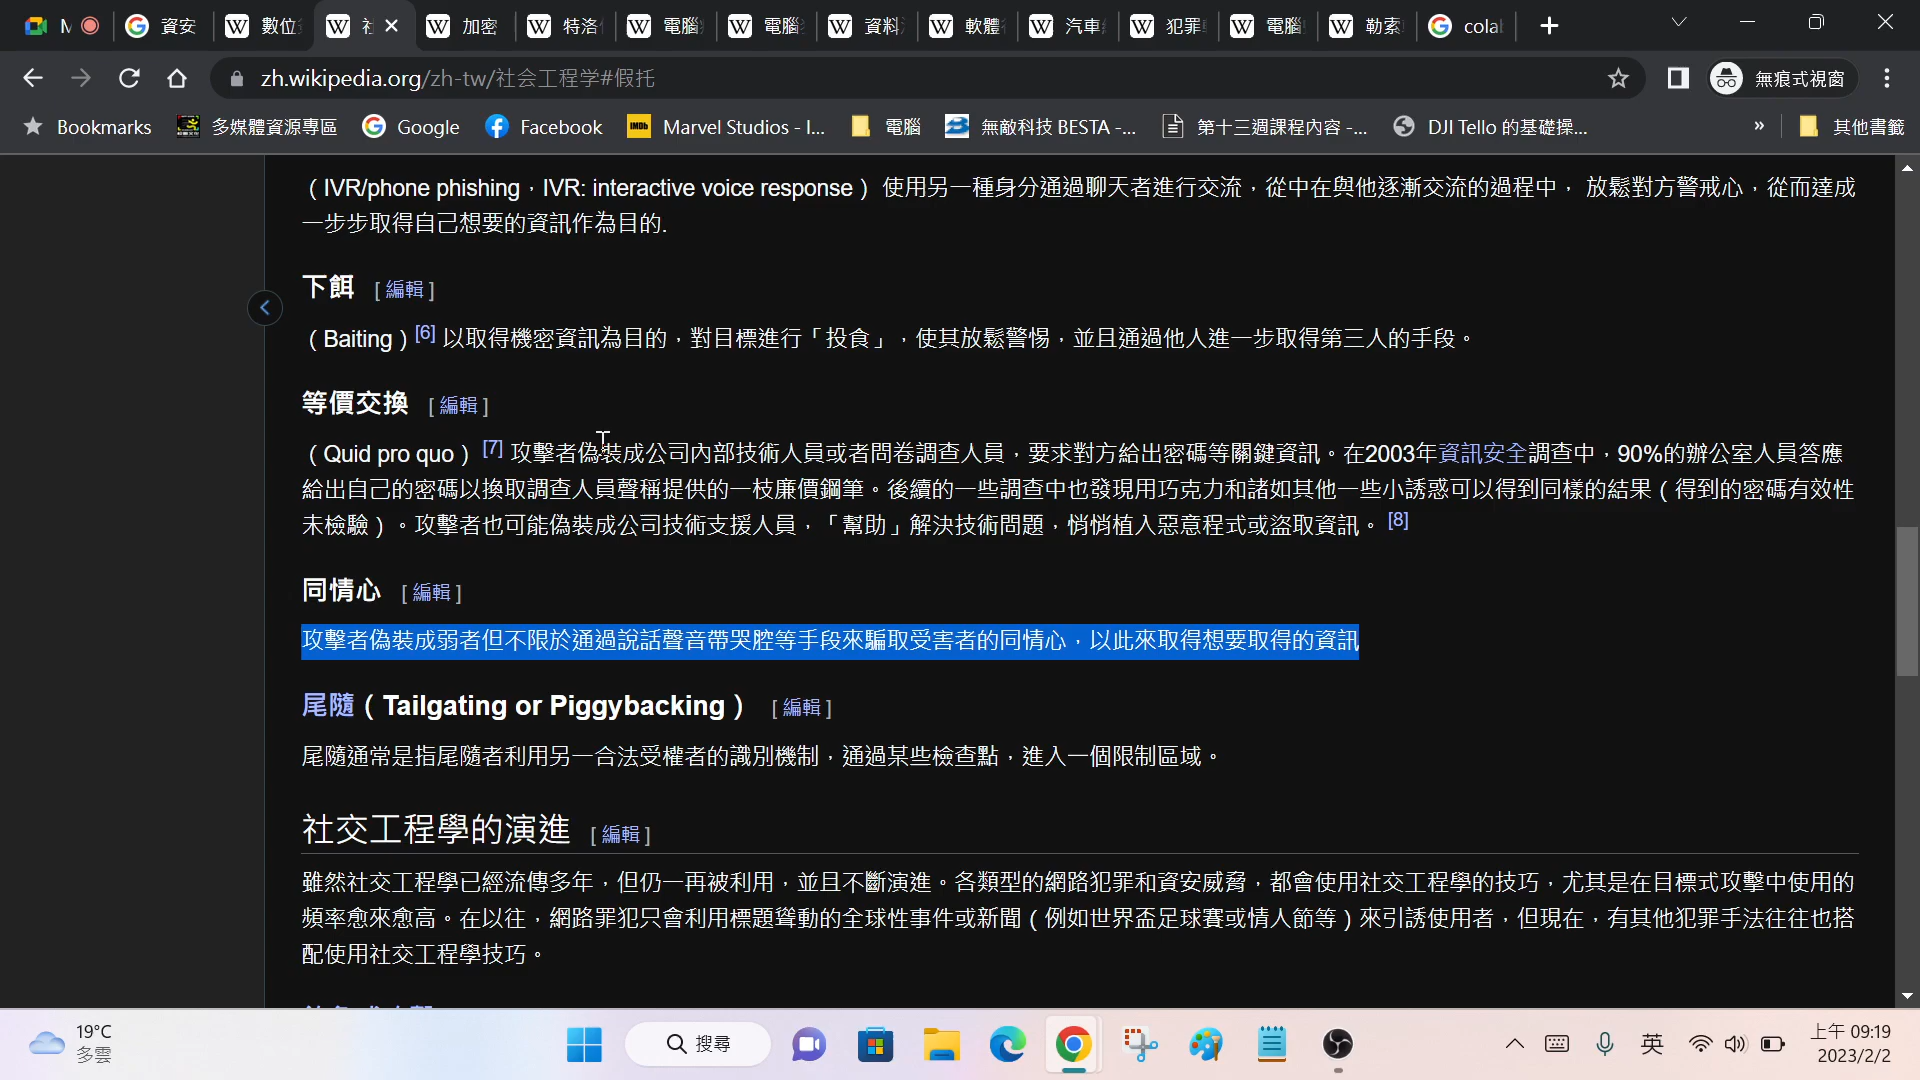 資安
數位
加密
特洛
電腦
電腦
資料
軟體
汽車
犯罪
電腦
勒索
cola
zh.wikipedia.org/zh-tw/社会工程学#假托
無痕式視窗
Bookmarks
多媒體資源專區
Google
Facebook
Marvel Studios - I...
電腦
無敵科技 BESTA -...
第十三週課程內容 -...
DJI Tello 的基礎操...
»
其他書籤
（IVR/phone phishing，IVR: interactive voice response） 使用另一種身分通過聊天者進行交流，從中在與他逐漸交流的過程中， 放鬆對方警戒心，從而達成
一步步取得自己想要的資訊作為目的.
下餌 [ 編輯 ]
（Baiting）[6] 以取得機密資訊為目的，對目標進行「投食」，使其放鬆警惕，並且通過他人進一步取得第三人的手段。
等價交換 [ 編輯 ]
（Quid pro quo）[7] 攻擊者偽裝成公司內部技術人員或者問卷調查人員，要求對方給出密碼等關鍵資訊。在2003年資訊安全調查中，90%的辦公室人員答應
給出自己的密碼以換取調查人員聲稱提供的一枝廉價鋼筆。後續的一些調查中也發現用巧克力和諸如其他一些小誘惑可以得到同樣的結果（得到的密碼有效性
未檢驗）。攻擊者也可能偽裝成公司技術支援人員，「幫助」解決技術問題，悄悄植入惡意程式或盜取資訊。[8]
同情心 [ 編輯 ]
攻擊者偽裝成弱者但不限於通過說話聲音帶哭腔等手段來騙取受害者的同情心，以此來取得想要取得的資訊
尾隨（Tailgating or Piggybacking） [ 編輯 ]
尾隨通常是指尾隨者利用另一合法受權者的識別機制，通過某些檢查點，進入一個限制區域。
社交工程學的演進 [ 編輯 ]
雖然社交工程學已經流傳多年，但仍一再被利用，並且不斷演進。各類型的網路犯罪和資安威脅，都會使用社交工程學的技巧，尤其是在目標式攻擊中使用的
頻率愈來愈高。在以往，網路罪犯只會利用標題聳動的全球性事件或新聞（例如世界盃足球賽或情人節等）來引誘使用者，但現在，有其他犯罪手法往往也搭
配使用社交工程學技巧。
19°C
多雲
搜尋
英
上午 09:19
2023/2/2